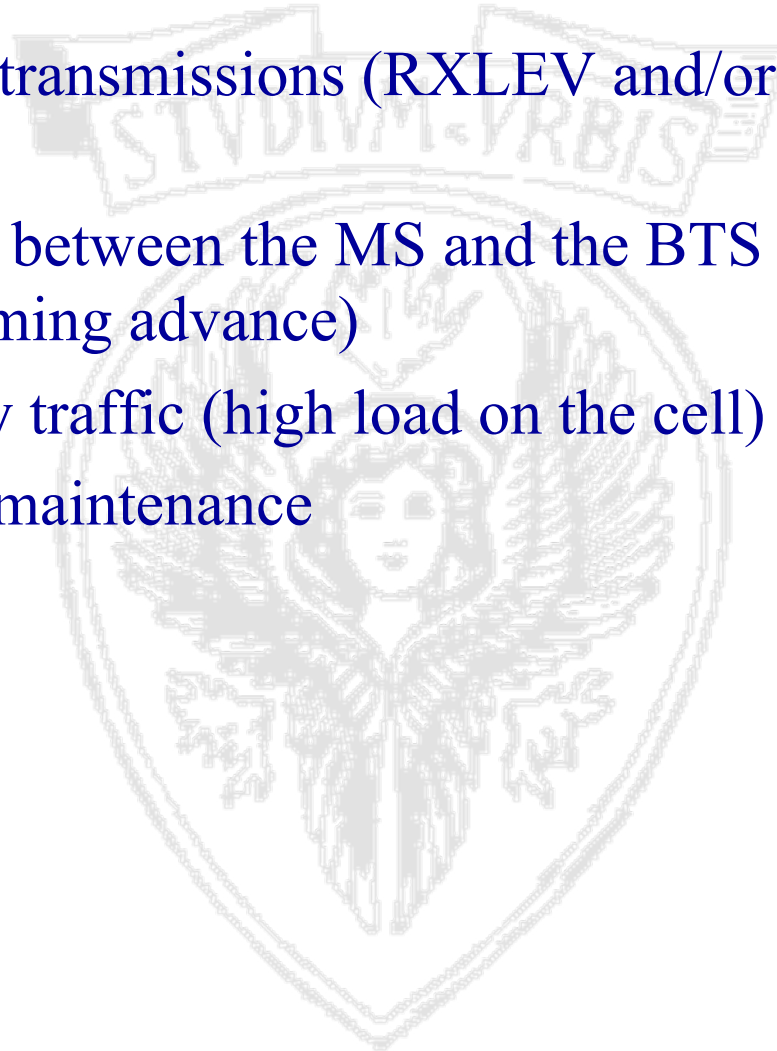 transmissions (RXLEV and/or
STVDIVM VRBIS
between the MS and the BTS
ming advance)
traffic (high load on the cell)
maintenance